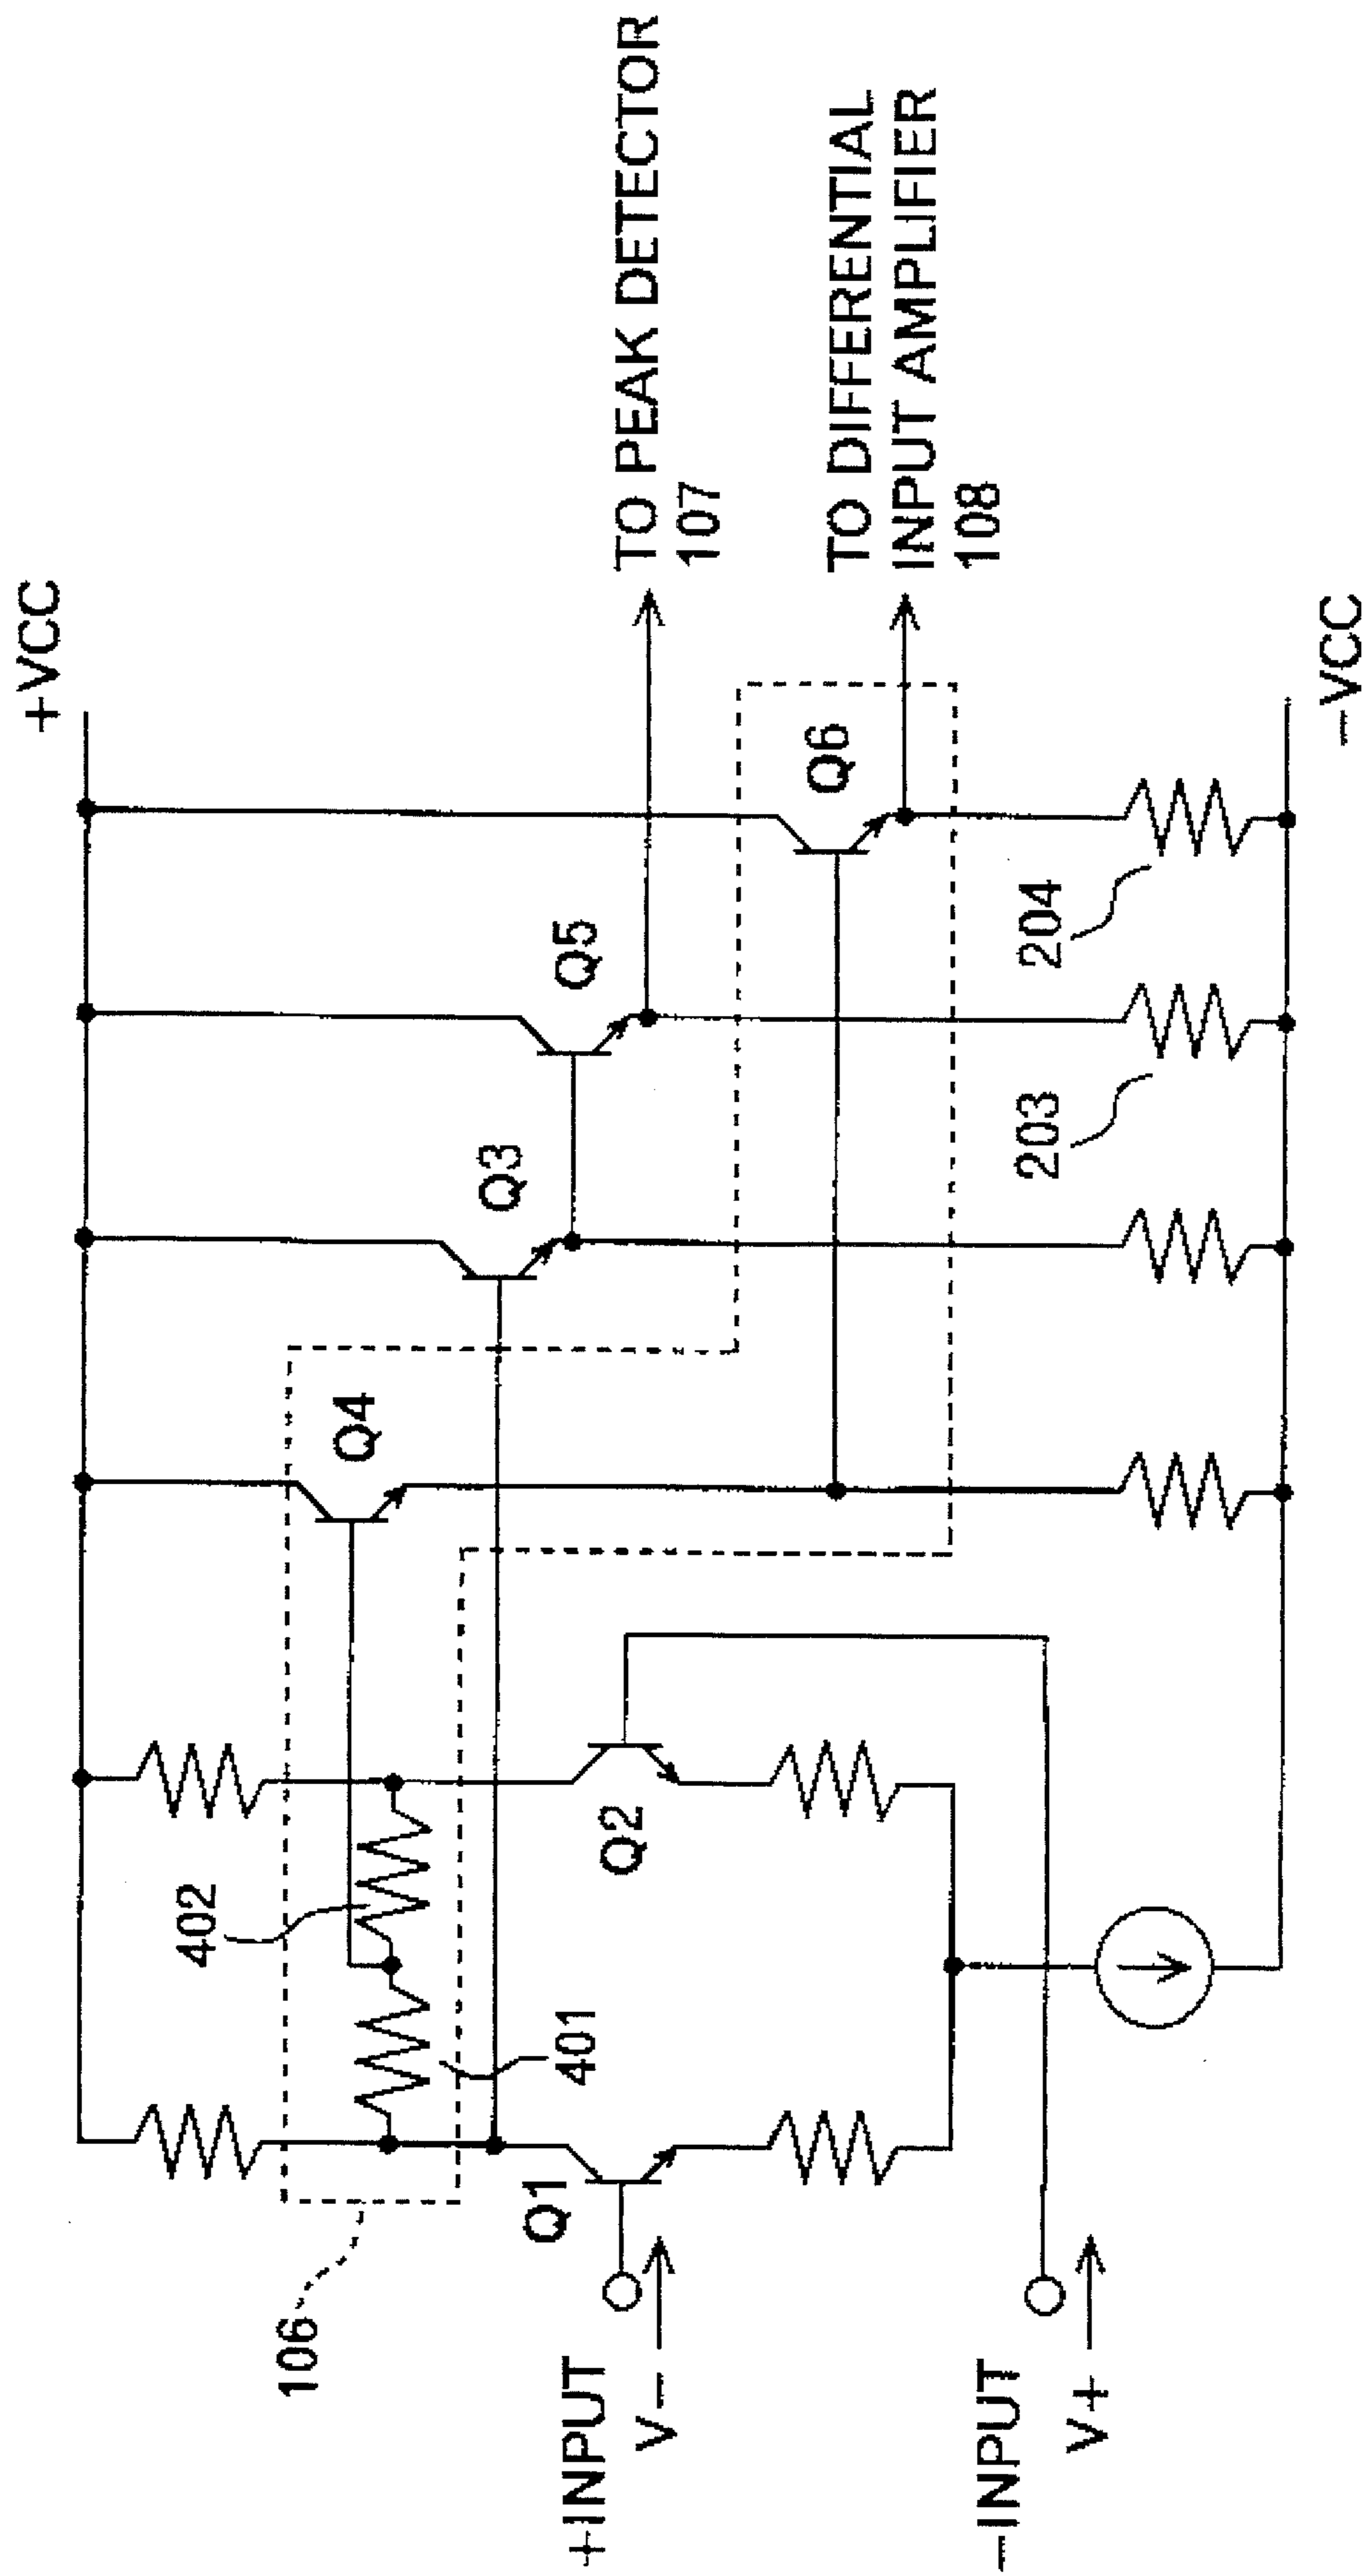 +VCC
TO PEAK DETECTOR
107
TO DIFFERENTIAL
INPUT AMPLIFIER
108
-VCC
Q6
Q5
Q3
Q4
204
203
402
401
Q2
Q1
106
+INPUT
V-
-INPUT
V+